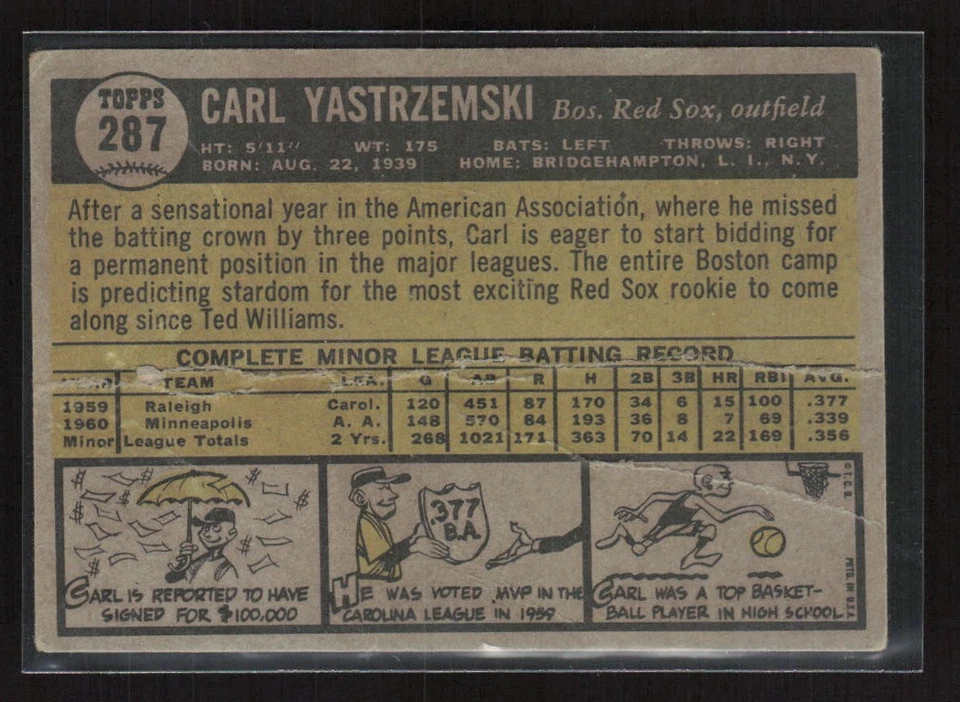 TOPPS
287
CARL YASTRZEMSKI Bos. Red Sox, outfield
HT: 5'11" WT: 175 BATS: LEFT THROWS: RIGHT
BORN: AUG. 22, 1939 HOME: BRIDGEHAMPTON, L. I., N. Y.
After a sensational year in the American Association, where he missed
the batting crown by three points, Carl is eager to start bidding for
a permanent position in the major leagues. The entire Boston camp
is predicting stardom for the most exciting Red Sox rookie to come
along since Ted Williams.
COMPLETE MINOR LEAGUE BATTING RECORD
TEAM LEA. G AB R H 2B 3B HR RBI AVG.
1959 Raleigh Carol. 120 451 87 170 34 6 15 100 .377
1960 Minneapolis A. A. 148 570 84 193 36 8 7 69 .339
Minor League Totals 2 Yrs. 268 1021 171 363 70 14 22 169 .356
$ $ $ $ $
CARL IS REPORTED TO HAVE
SIGNED FOR $100,000
.377
B.A.
HE WAS VOTED MVP IN THE
CAROLINA LEAGUE IN 1959
CARL WAS A TOP BASKET-
BALL PLAYER IN HIGH SCHOOL
© T.C.G.
PRTD. IN U.S.A.